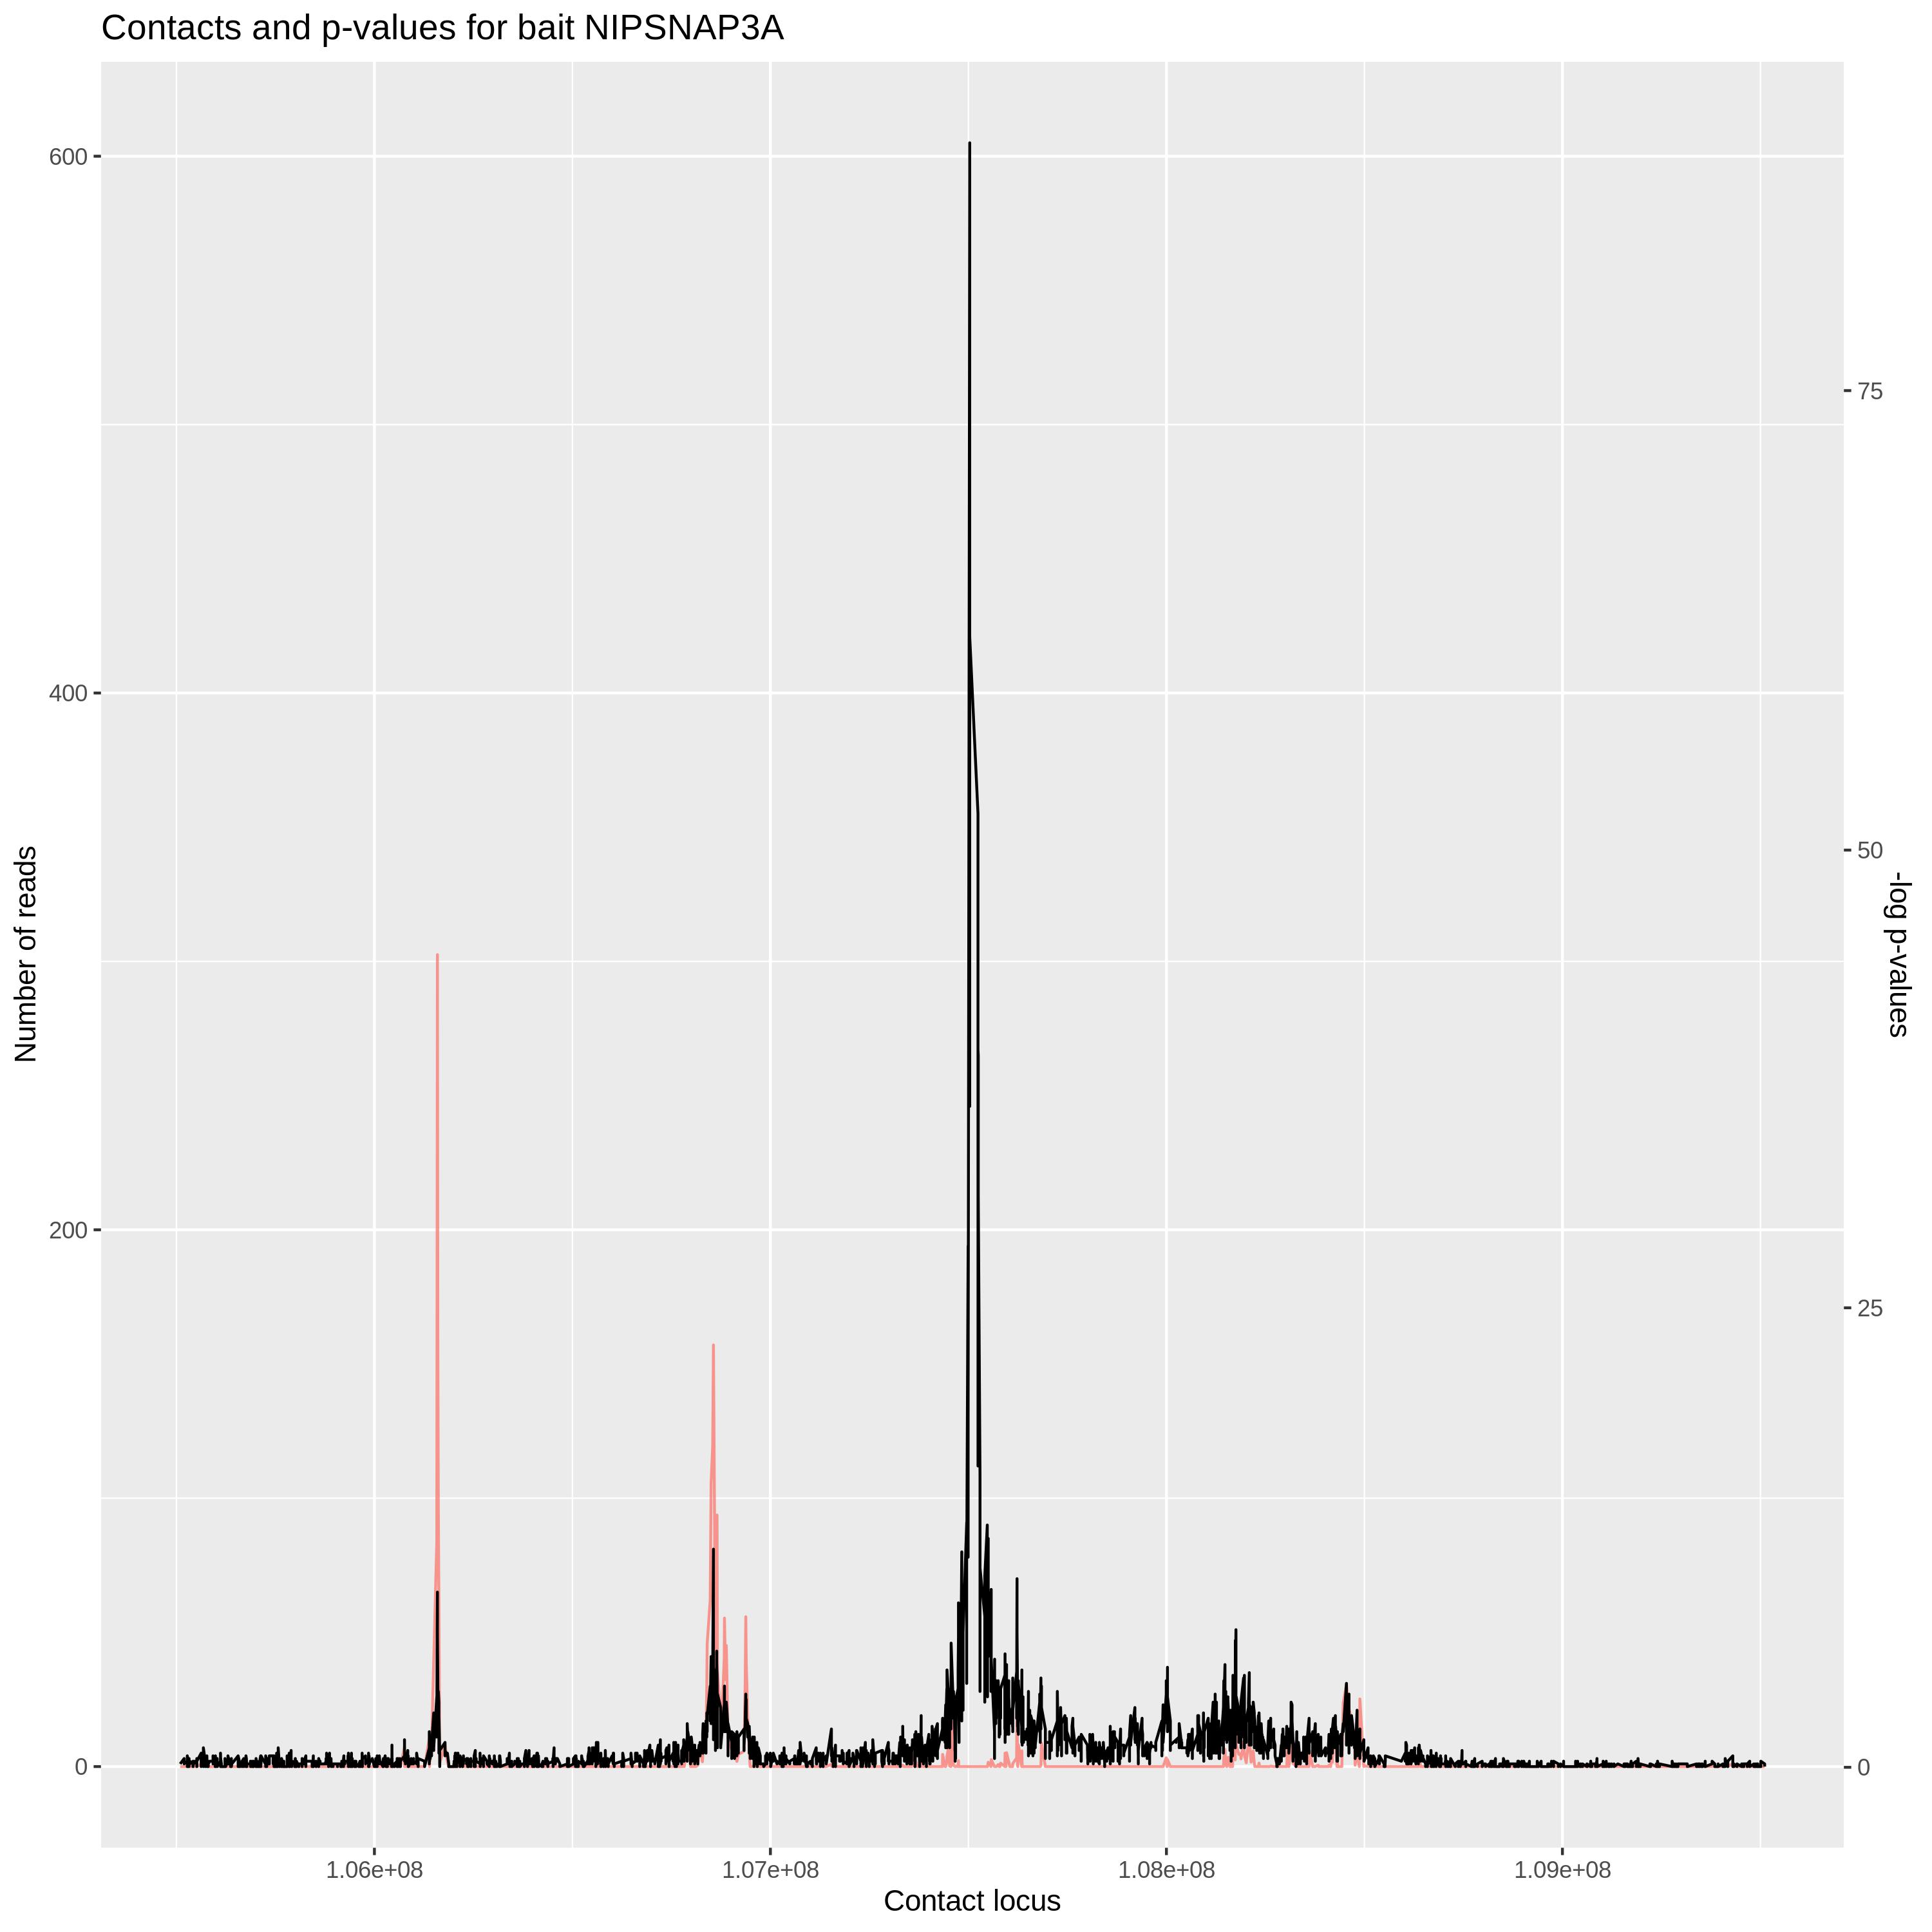 Contacts and p-values for bait NIPSNAP3A
600
400
200
0
Number of reads
75
50
25
0
-log p-values
1.06e+08
1.07e+08
1.08e+08
1.09e+08
Contact locus